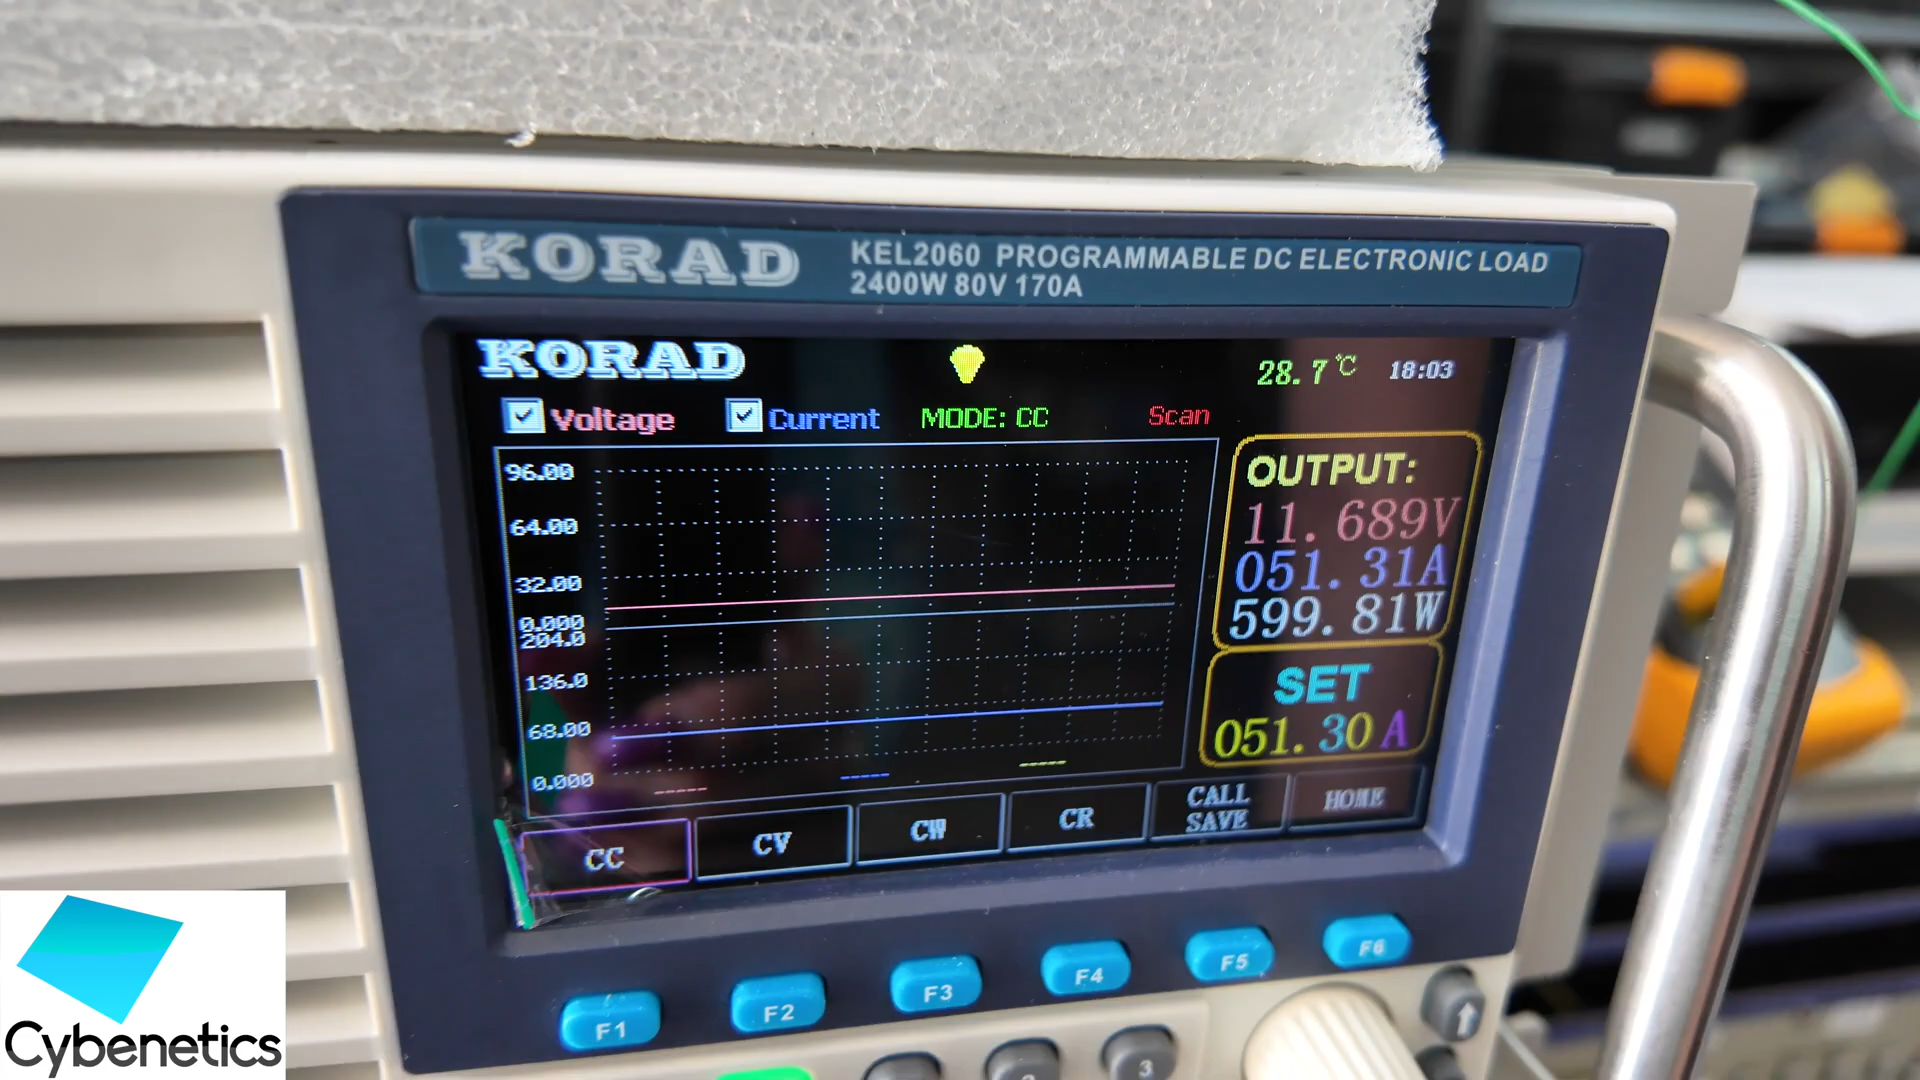 KORAD
KEL2060 PROGRAMMABLE DC ELECTRONIC LOAD
2400W 80V 170A
KORAD
28.7℃ 18:03
Voltage Current MODE: CC Scan
96.00
64.00
32.00
0.000
204.0
136.0
68.00
0.000
OUTPUT:
11.689V
051.31A
599.81W
SET
051.30A
-----
-----
-----
CC CV CW CR CALL SAVE HOME
F1 F2 F3 F4 F5 F6
3
Cybenetics